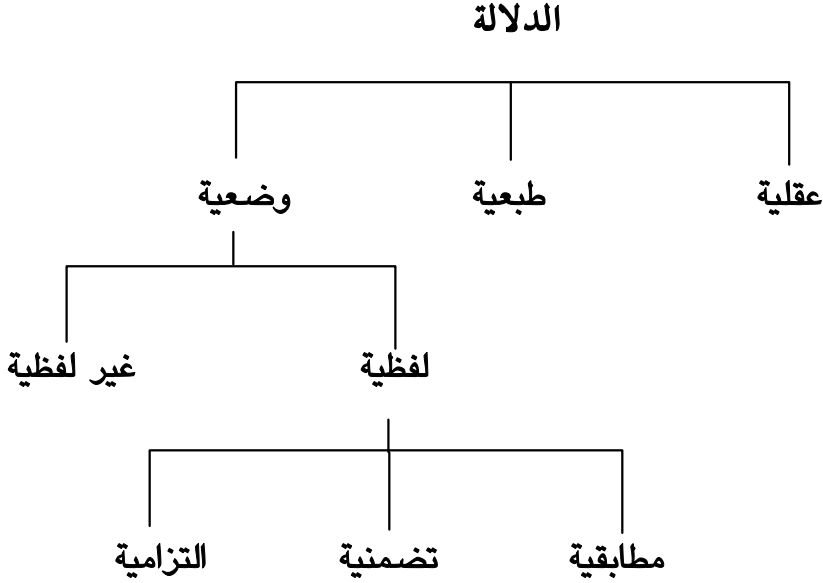 الدلالة
عقلية طبعية وضعية
لفظية غير لفظية
مطابقية تضمنية التزامية